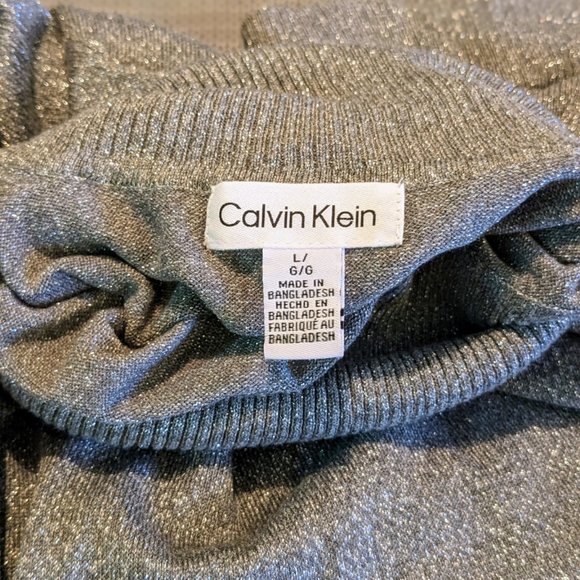 Calvin Klein
L/
G/G
MADE IN
BANGLADESH
HECHO EN
BANGLADESH
FABRIQUÉ AU
BANGLADESH